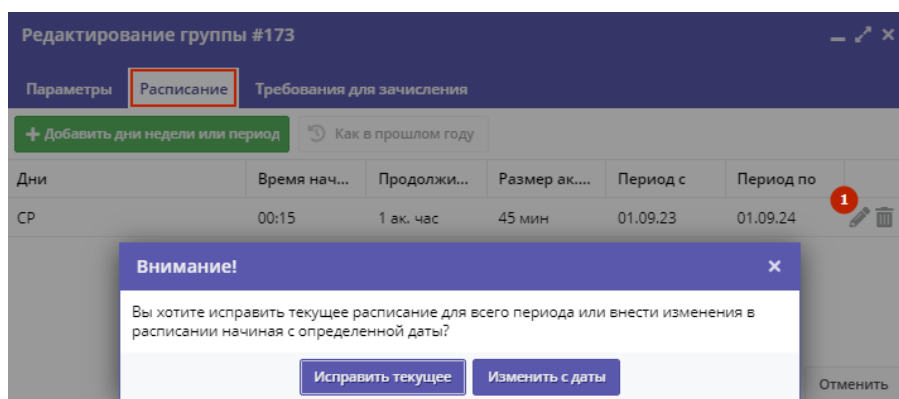 Редактирование группы #173
Параметры Расписание Требования для зачисления
+ Добавить дни недели или период Как в прошлом году
Дни Время нач... Продолжи... Размер ак.... Период с Период по
1
СР 00:15 1 ак. час 45 мин 01.09.23 01.09.24
Внимание!
Вы хотите исправить текущее расписание для всего периода или внести изменения в
расписании начиная с определенной даты?
Исправить текущее Изменить с даты
Отменить